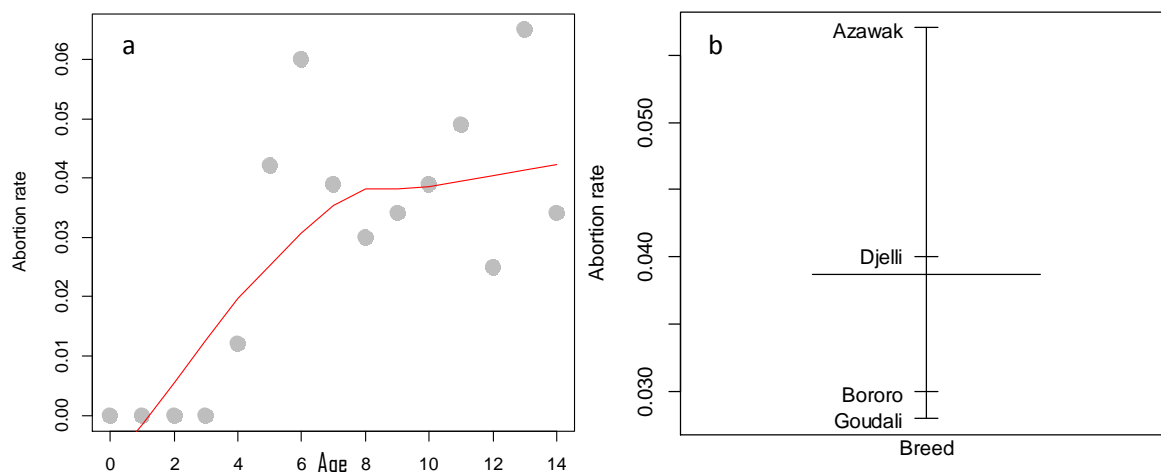 a
Abortion rate
0.06
0.05
0.04
0.03
0.02
0.01
0.00
0 2 4 6 Age 8 10 12 14
b
Abortion rate
0.050
0.040
0.030
Azawak
Djelli
Bororo
Goudali
Breed